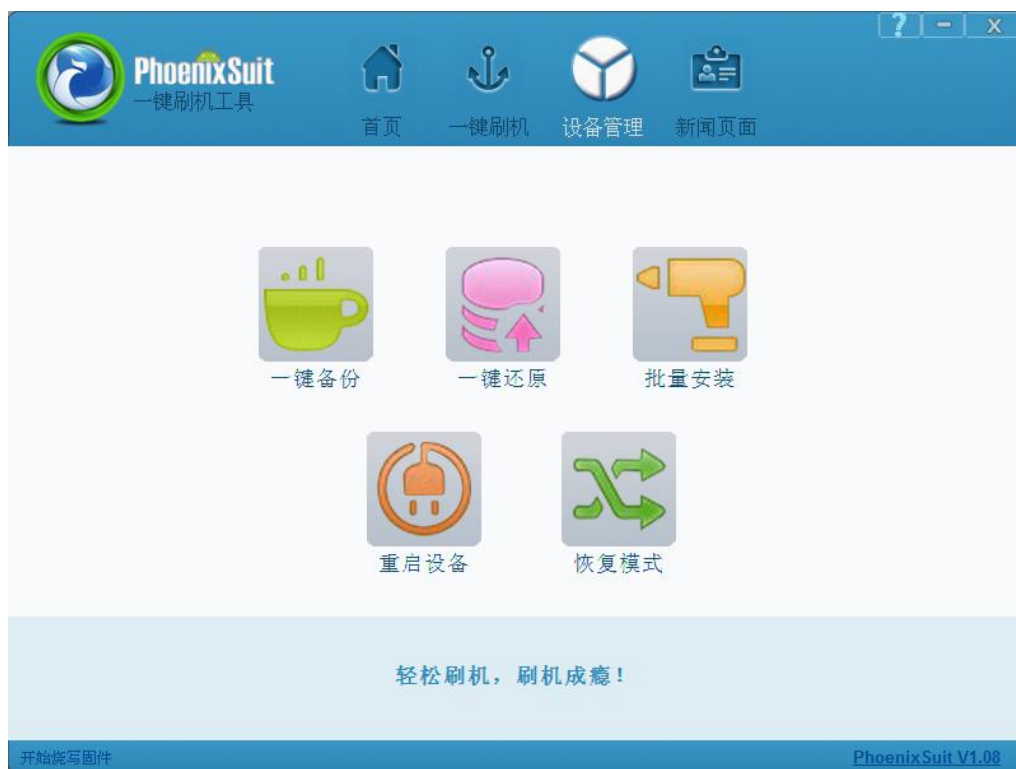 ? - x
PhoenixSuit
一键刷机工具
首页 一键刷机 设备管理 新闻页面
一键备份 一键还原 批量安装
重启设备 恢复模式
轻松刷机，刷机成瘾！
开始烧写固件 PhoenixSuit V1.08